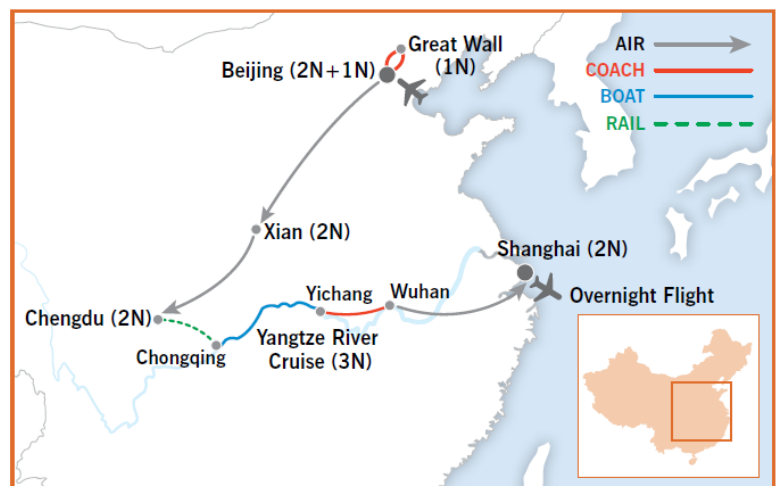 Great Wall
(1N)
Beijing (2N+1N)
AIR
COACH
BOAT
RAIL
Xian (2N)
Shanghai (2N)
Overnight Flight
Yichang
Wuhan
Chengdu (2N)
Chongqing
Yangtze River
Cruise (3N)